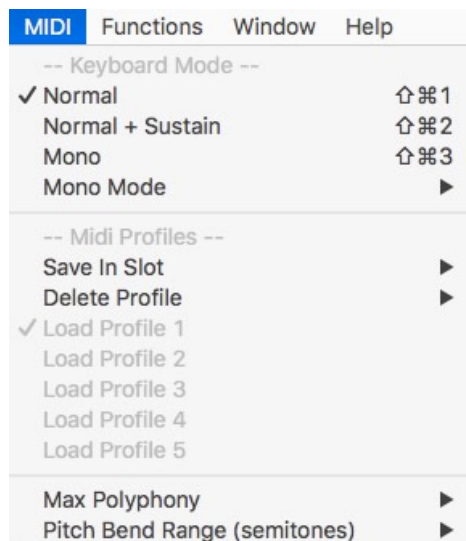 MIDI Functions Window Help
-- Keyboard Mode --
✓ Normal ⇧⌘1
Normal + Sustain ⇧⌘2
Mono ⇧⌘3
Mono Mode ▶
-- Midi Profiles --
Save In Slot ▶
Delete Profile ▶
✓ Load Profile 1
Load Profile 2
Load Profile 3
Load Profile 4
Load Profile 5
Max Polyphony ▶
Pitch Bend Range (semitones) ▶